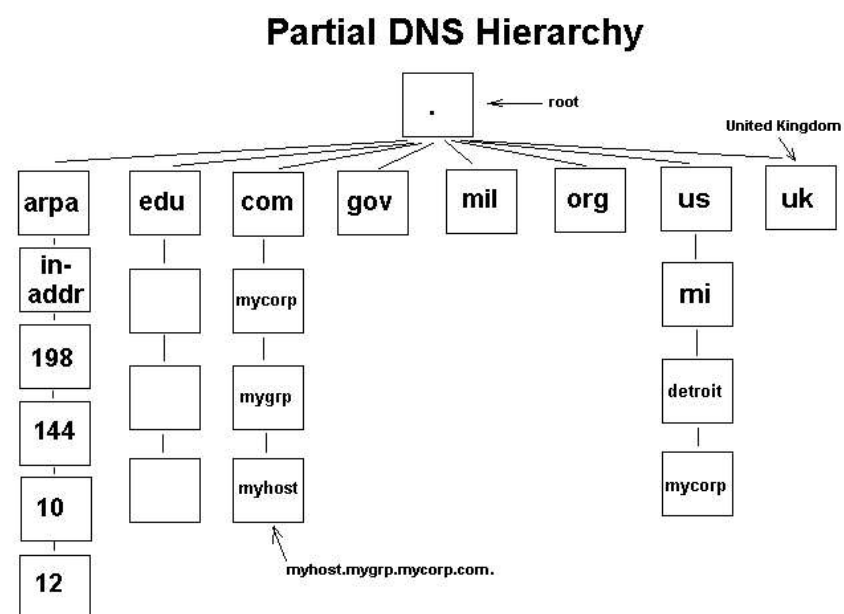 Partial DNS Hierarchy
.
root
United Kingdom
arpa
edu
com
gov
mil
org
us
uk
in-
addr
mycorp
mi
198
mygrp
detroit
144
myhost
mycorp
10
myhost.mygrp.mycorp.com.
12